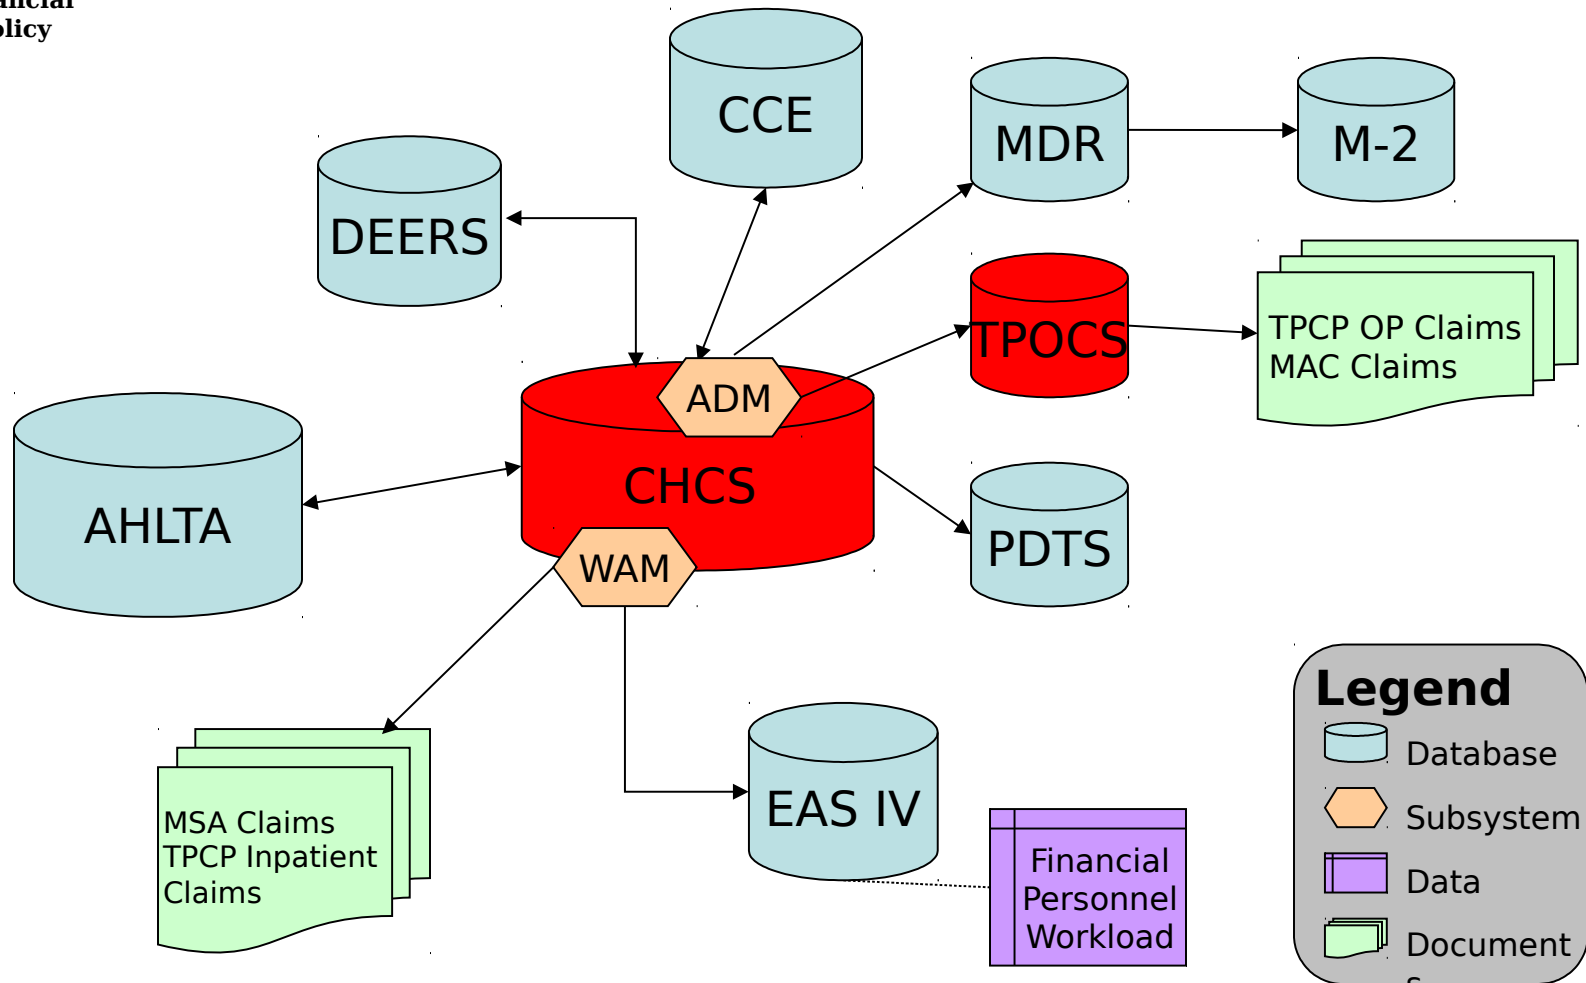 olicy
CCE
MDR
M-2
DEERS
TPOCS
TPCP OP Claims
MAC Claims
ADM
CHCS
AHLTA
PDTS
WAM
Legend
Database
Subsystem
Data
Document
EAS IV
MSA Claims
TPCP Inpatient
Claims
Financial
Personnel
Workload